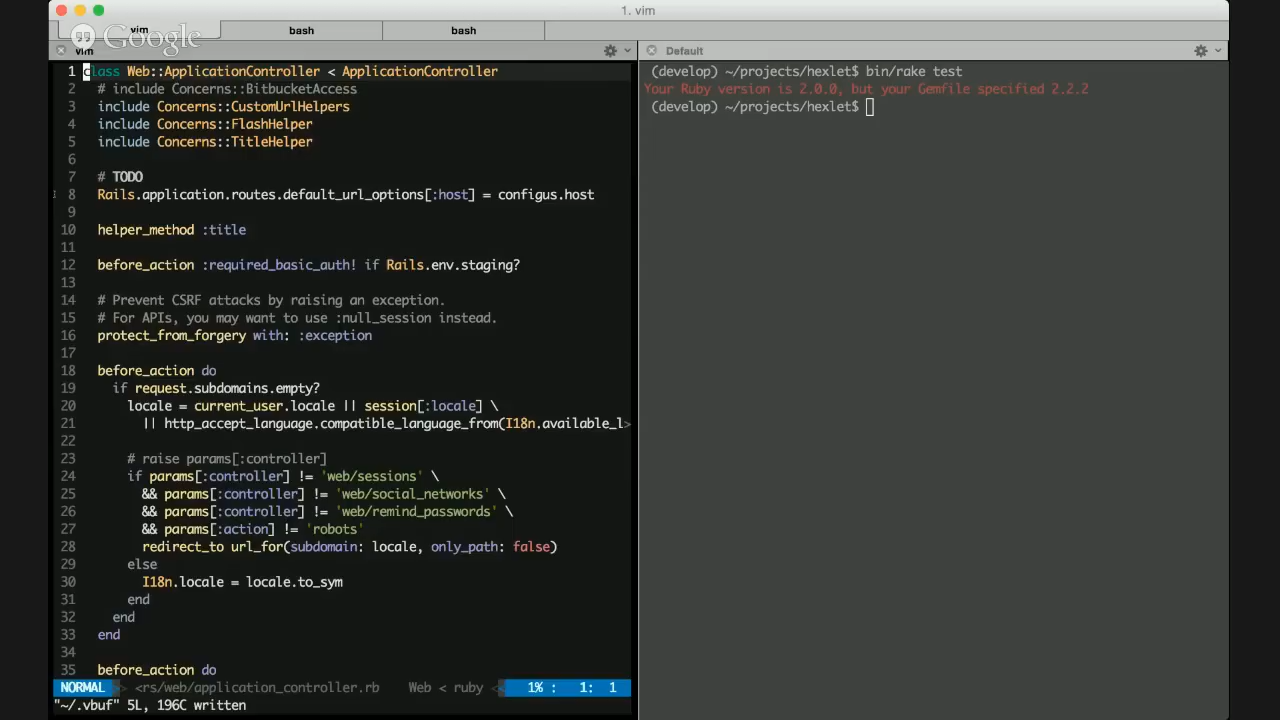 1. vim
vim
bash
bash
Google
vim
Default
1 class Web::ApplicationController < ApplicationController
2 # include Concerns::BitbucketAccess
3 include Concerns::CustomUrlHelpers
4 include Concerns::FlashHelper
5 include Concerns::TitleHelper
6
7 # TODO
8 Rails.application.routes.default_url_options[:host] = configus.host
9
10 helper_method :title
11
12 before_action :required_basic_auth! if Rails.env.staging?
13
14 # Prevent CSRF attacks by raising an exception.
15 # For APIs, you may want to use :null_session instead.
16 protect_from_forgery with: :exception
17
18 before_action do
19 if request.subdomains.empty?
20 locale = current_user.locale || session[:locale] \
21 || http_accept_language.compatible_language_from(I18n.available_l>
22
23 # raise params[:controller]
24 if params[:controller] != 'web/sessions' \
25 && params[:controller] != 'web/social_networks' \
26 && params[:controller] != 'web/remind_passwords' \
27 && params[:action] != 'robots'
28 redirect_to url_for(subdomain: locale, only_path: false)
29 else
30 I18n.locale = locale.to_sym
31 end
32 end
33 end
34
35 before_action do
NORMAL > <rs/web/application_controller.rb Web < ruby < 1% : 1: 1
"~/.vbuf" 5L, 196C written
(develop) ~/projects/hexlet$ bin/rake test
Your Ruby version is 2.0.0, but your Gemfile specified 2.2.2
(develop) ~/projects/hexlet$